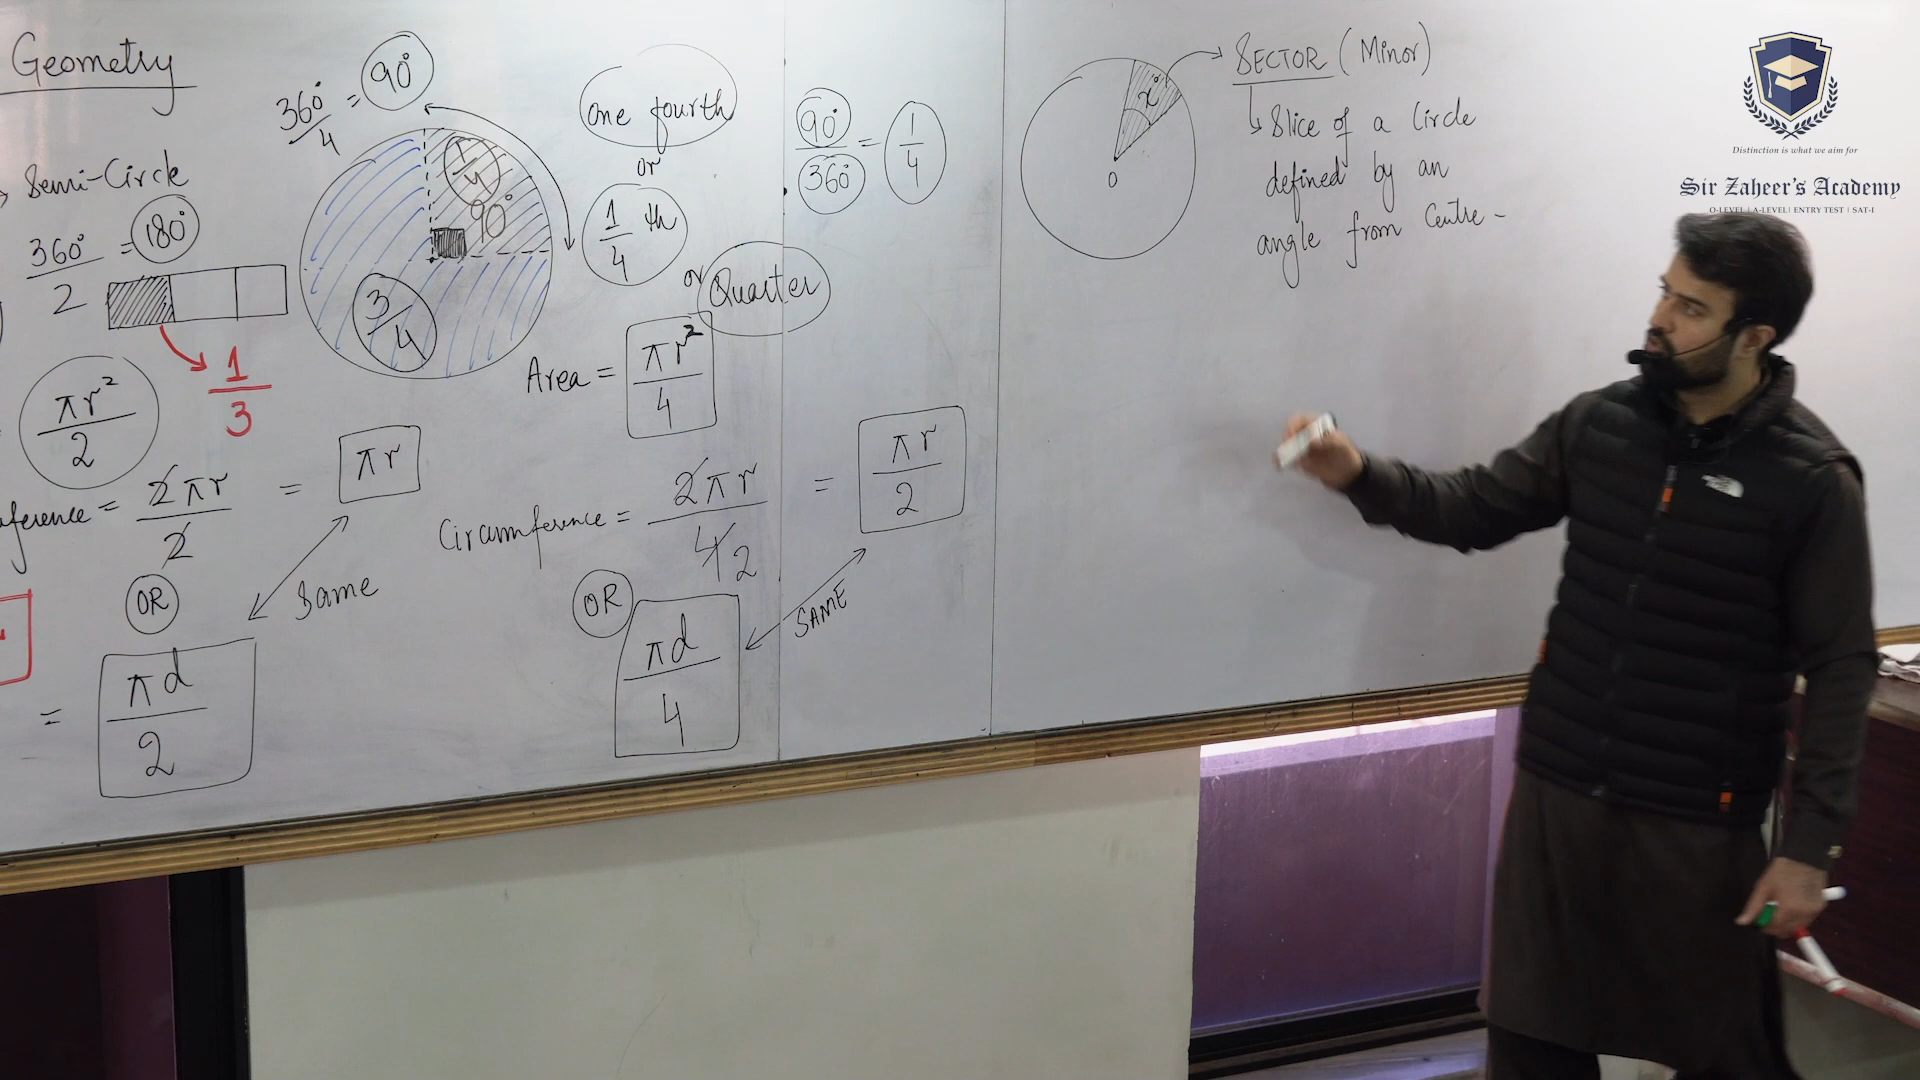 Geometry
Semi-Circle
360° / 2 = 180°
1/3
πr² / 2
= 2πr / 2 = πr
OR
Same
= πd / 2
360° / 4 = 90°
1/4
90°
3/4
One fourth
or
1/4 th
or Quarter
90° / 360° = 1/4
Area = πr² / 4
Circumference = 2πr / 4 2 = πr / 2
OR
SAME
πd / 4
x°
O
SECTOR (Minor)
Slice of a Circle
defined by an
angle from Centre -
Distinction is what we aim for
Sir Zaheer's Academy
O-LEVEL | A-LEVEL | ENTRY TEST | SAT-I